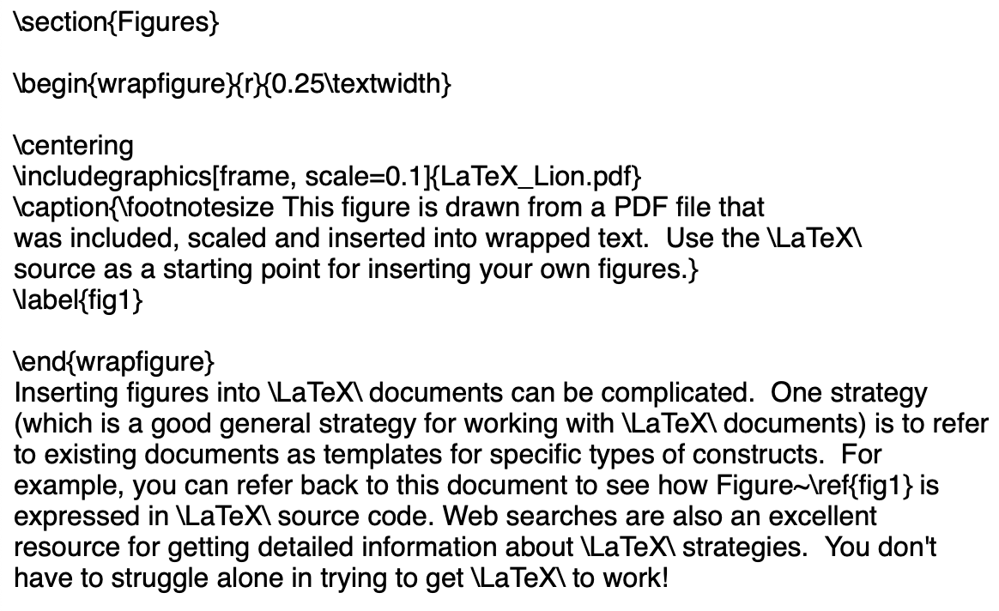 \section{Figures}
\begin{wrapfigure}{r}{0.25\textwidth}
\centering
\includegraphics[frame, scale=0.1]{LaTeX_Lion.pdf}
\caption{\footnotesize This figure is drawn from a PDF file that
was included, scaled and inserted into wrapped text.  Use the \LaTeX\
source as a starting point for inserting your own figures.}
\label{fig1}
\end{wrapfigure}
Inserting figures into \LaTeX\ documents can be complicated.  One strategy
(which is a good general strategy for working with \LaTeX\ documents) is to refer
to existing documents as templates for specific types of constructs.  For
example, you can refer back to this document to see how Figure~\ref{fig1} is
expressed in \LaTeX\ source code. Web searches are also an excellent
resource for getting detailed information about \LaTeX\ strategies.  You don't
have to struggle alone in trying to get \LaTeX\ to work!